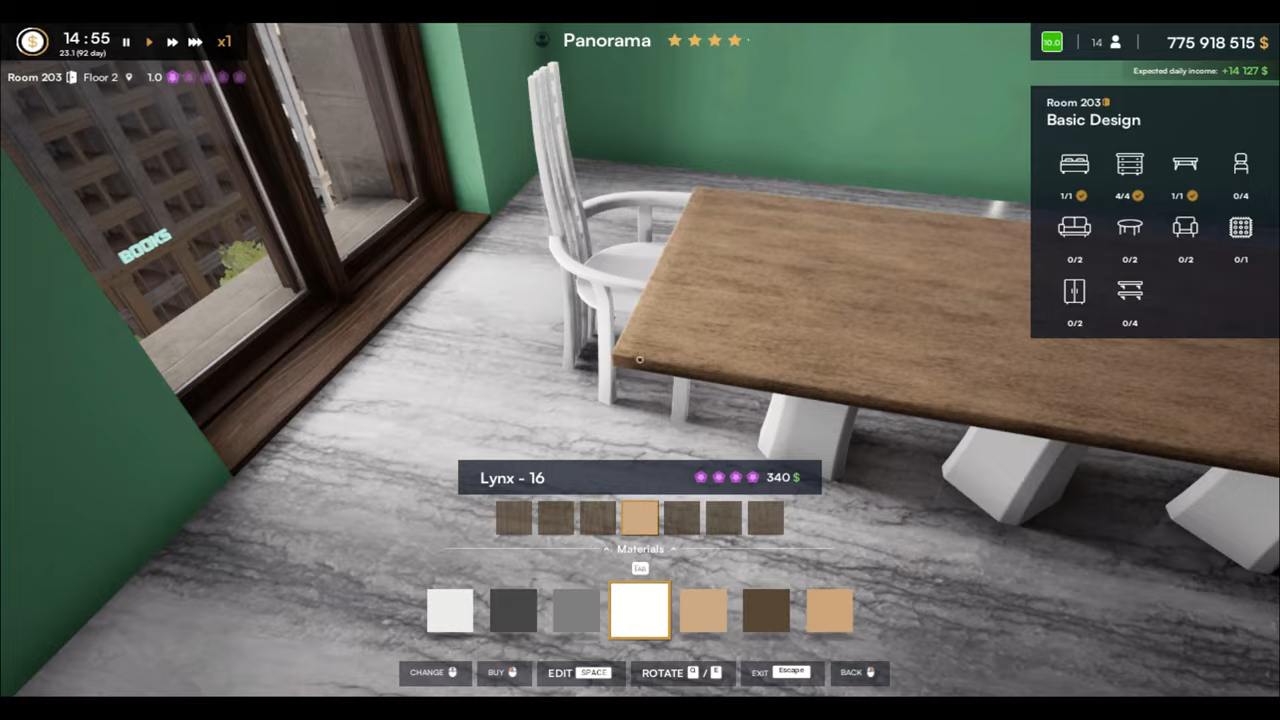 14:55
x1
23.1 (92 day)
Room 203 Floor 2 1.0
BOOKS
Panorama
10.0 14 775 918 515 $
Expected daily income: +14 127 $
Room 203
Basic Design
1/1 4/4 1/1 0/4
0/2 0/2 0/2 0/1
0/2 0/4
Lynx - 16 340 $
Materials
TAB
CHANGE BUY EDIT SPACE ROTATE Q / E EXIT Escape BACK